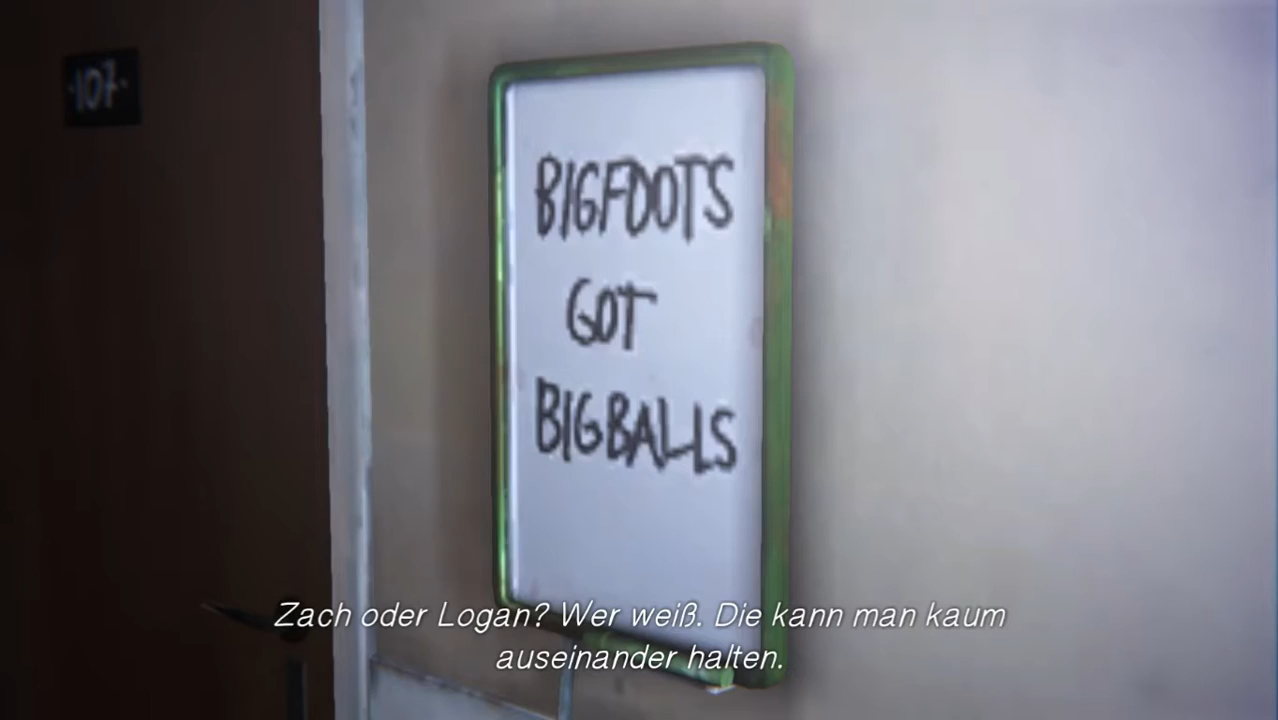 ·107·
BIGFOOTS
GOT
BIGBALLS
Zach oder Logan? Wer weiß. Die kann man kaum
auseinander halten.